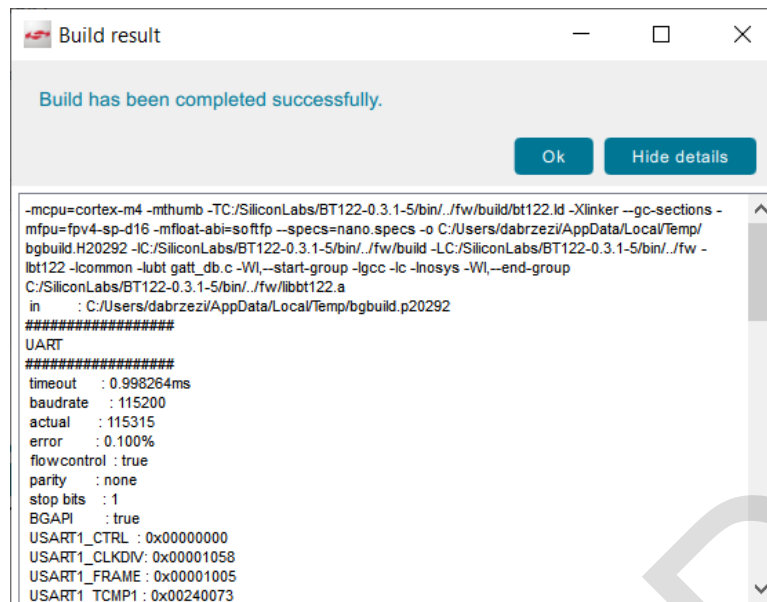 Build result
Build has been completed successfully.
Ok
Hide details
-mcpu=cortex-m4 -mthumb -TC:/SiliconLabs/BT122-0.3.1-5/bin/../fw/build/bt122.ld -Xlinker --gc-sections -
mfpu=fpv4-sp-d16 -mfloat-abi=softfp --specs=nano.specs -o C:/Users/dabrzezi/AppData/Local/Temp/
bgbuild.H20292 -IC:/SiliconLabs/BT122-0.3.1-5/bin/../fw/build -LC:/SiliconLabs/BT122-0.3.1-5/bin/../fw -
lbt122 -lcommon -lubt gatt_db.c -Wl,--start-group -lgcc -lc -lnosys -Wl,--end-group
C:/SiliconLabs/BT122-0.3.1-5/bin/../fw/libbt122.a
in : C:/Users/dabrzezi/AppData/Local/Temp/bgbuild.p20292
##################
UART
##################
timeout : 0.998264ms
baudrate : 115200
actual : 115315
error : 0.100%
flowcontrol : true
parity : none
stop bits : 1
BGAPI : true
USART1_CTRL : 0x00000000
USART1_CLKDIV: 0x00001058
USART1_FRAME : 0x00001005
USART1_TCMP1 : 0x00240073